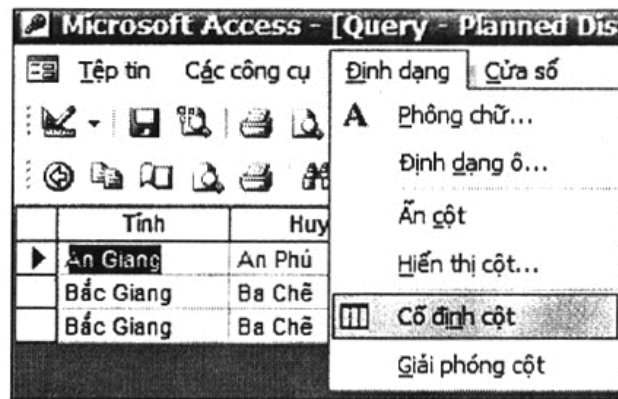 Microsoft Access - [Query - Planned Dis
Tệp tin Các công cụ Định dạng Cửa sổ
A Phông chữ...
Định dạng ô...
Ẩn cột
Hiển thị cột...
Cố định cột
Giải phóng cột
Tỉnh Huy
An Giang An Phú
Bắc Giang Ba Chẽ
Bắc Giang Ba Chẽ